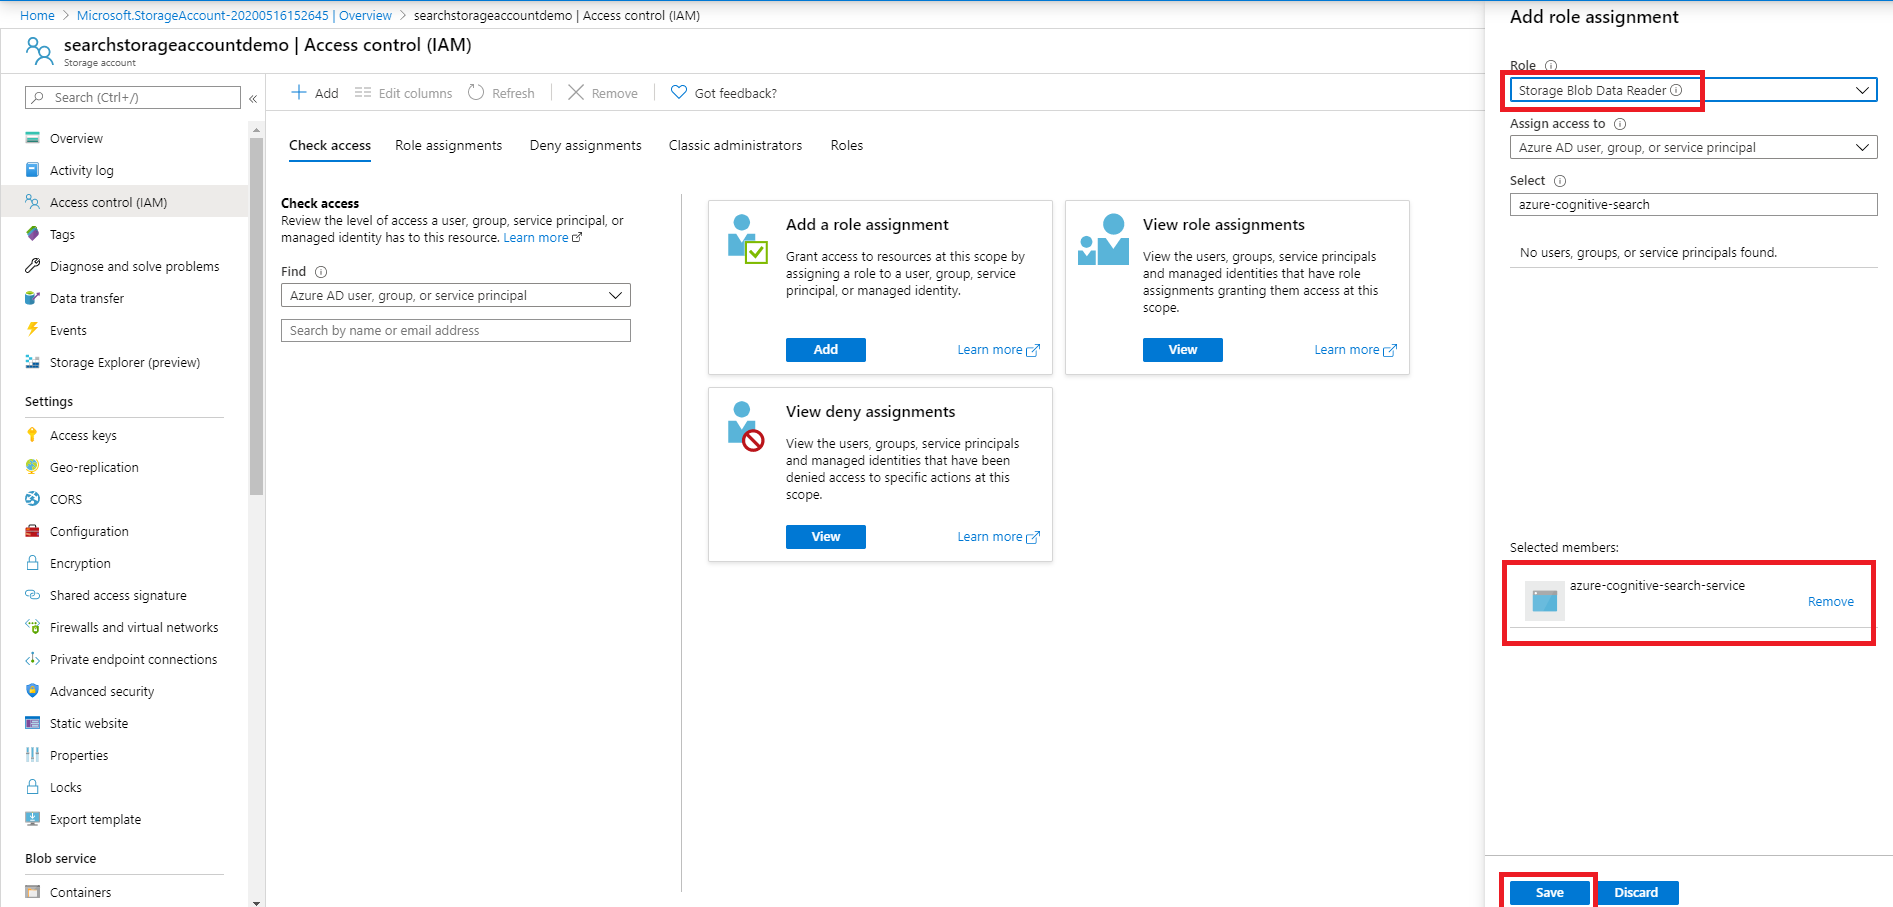 Home > Microsoft.StorageAccount-20200516152645 | Overview > searchstorageaccountdemo | Access control (IAM)
searchstorageaccountdemo | Access control (IAM)
Storage account
Search (Ctrl+/)
«
Overview
Activity log
Access control (IAM)
Tags
Diagnose and solve problems
Data transfer
Events
Storage Explorer (preview)
Settings
Access keys
Geo-replication
CORS
Configuration
Encryption
Shared access signature
Firewalls and virtual networks
Private endpoint connections
Advanced security
Static website
Properties
Locks
Export template
Blob service
Containers
Add Edit columns Refresh Remove Got feedback?
Check access Role assignments Deny assignments Classic administrators Roles
Check access
Review the level of access a user, group, service principal, or
managed identity has to this resource. Learn more
Find
Azure AD user, group, or service principal
Search by name or email address
Add a role assignment
Grant access to resources at this scope by
assigning a role to a user, group, service
principal, or managed identity.
Add Learn more
View role assignments
View the users, groups, service principals
and managed identities that have role
assignments granting them access at this
scope.
View Learn more
View deny assignments
View the users, groups, service principals
and managed identities that have been
denied access to specific actions at this
scope.
View Learn more
Add role assignment
Role
Storage Blob Data Reader
Assign access to
Azure AD user, group, or service principal
Select
azure-cognitive-search
No users, groups, or service principals found.
Selected members:
azure-cognitive-search-service
Remove
Save Discard